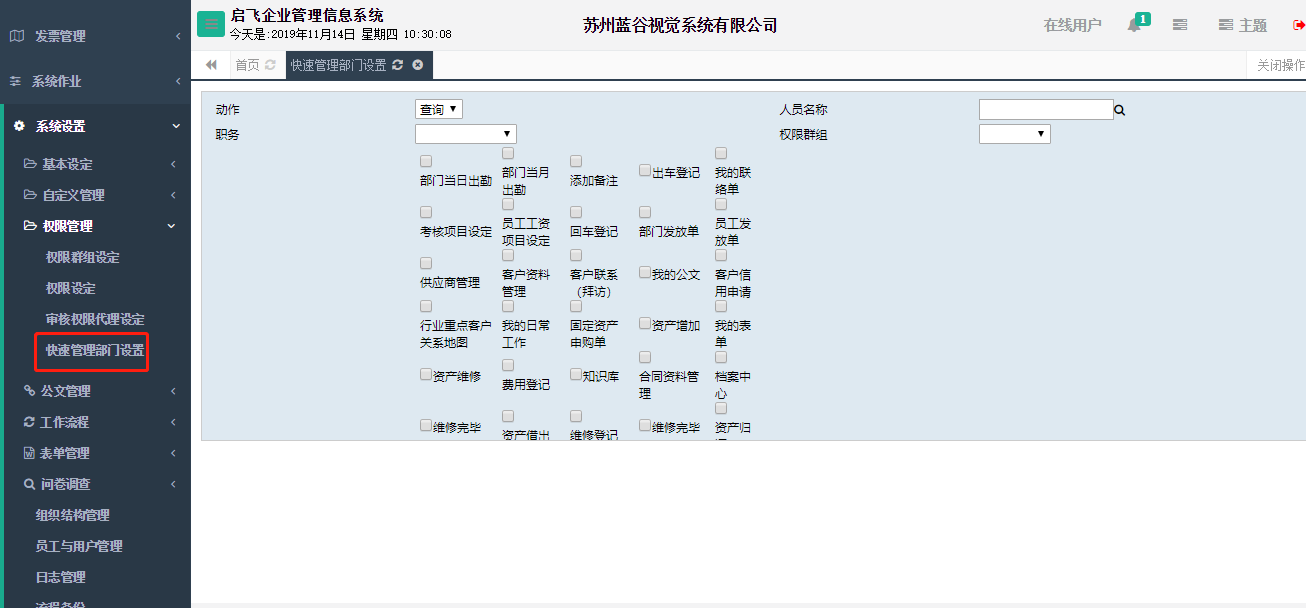 发票管理
系统作业
系统设置
基本设定
自定义管理
权限管理
权限群组设定
权限设定
审核权限代理设定
快速管理部门设置
公文管理
工作流程
表单管理
问卷调查
组织结构管理
员工与用户管理
日志管理
流程备份
启飞企业管理信息系统
今天是:2019年11月14日 星期四 10:30:08
苏州蓝谷视觉系统有限公司
在线用户
1
主题
首页
快速管理部门设置
关闭操作
动作
查询
人员名称
职务
权限群组
部门当日出勤
部门当月
出勤
添加备注
出车登记
我的联
络单
考核项目设定
员工工资
项目设定
回车登记
部门发放单
员工发
放单
供应商管理
客户资料
管理
客户联系
（拜访）
我的公文
客户信
用申请
行业重点客户
关系地图
我的日常
工作
固定资产
申购单
资产增加
我的表
单
资产维修
费用登记
知识库
合同资料管
理
档案中
心
维修完毕
资产借出
维修登记
维修完毕
资产归